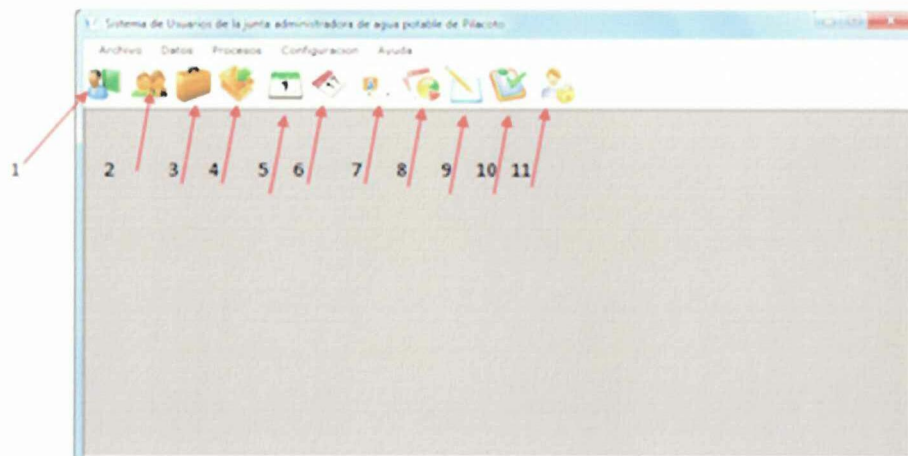 Sistema de Usuarios de la junta administradora de agua potable de Pilacoto
Archivo Datos Procesos Configuracion Ayuda
1 2 3 4 5 6 7 8 9 10 11